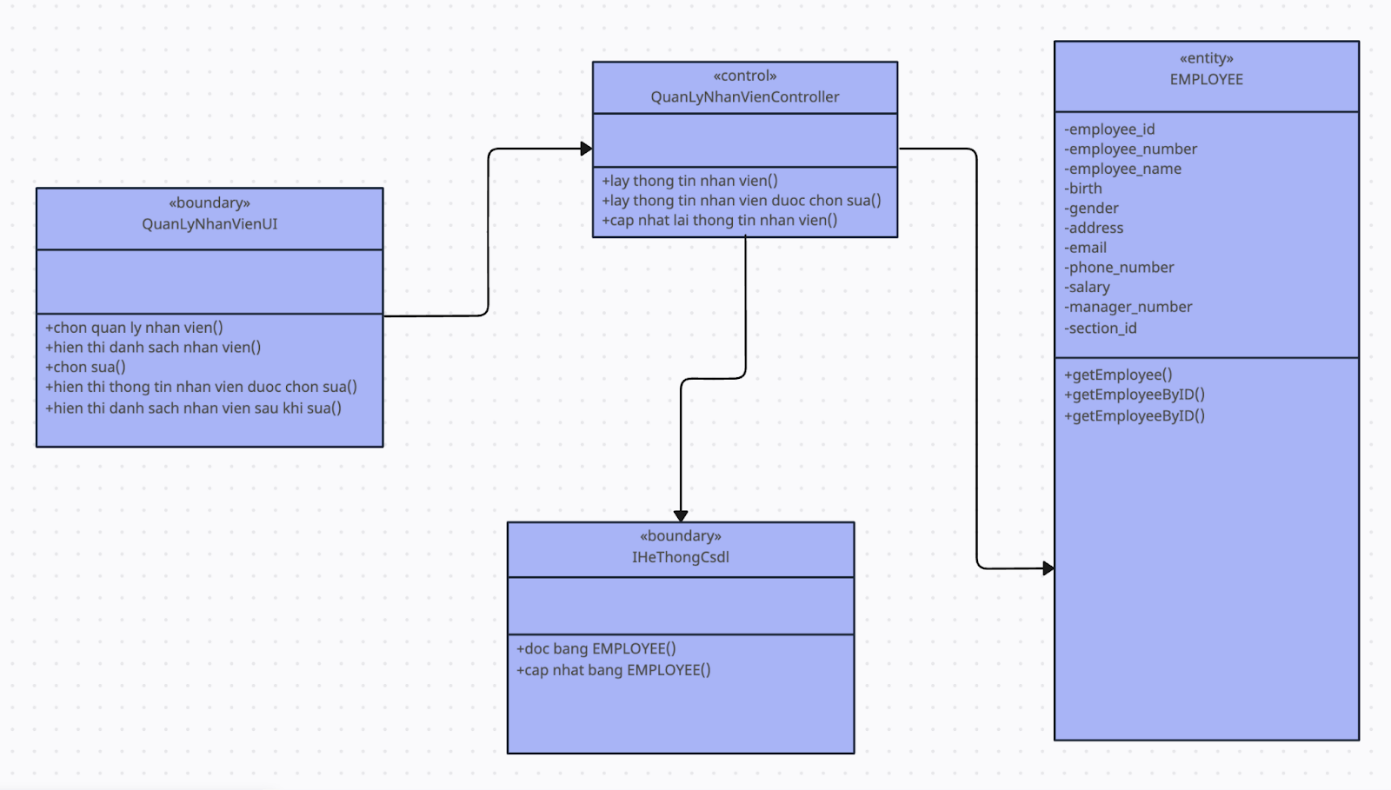 «boundary»
QuanLyNhanVienUI
+chon quan ly nhan vien()
+hien thi danh sach nhan vien()
+chon sua()
+hien thi thong tin nhan vien duoc chon sua()
+hien thi danh sach nhan vien sau khi sua()
«control»
QuanLyNhanVienController
+lay thong tin nhan vien()
+lay thong tin nhan vien duoc chon sua()
+cap nhat lai thong tin nhan vien()
«boundary»
IHeThongCsdl
+doc bang EMPLOYEE()
+cap nhat bang EMPLOYEE()
«entity»
EMPLOYEE
-employee_id
-employee_number
-employee_name
-birth
-gender
-address
-email
-phone_number
-salary
-manager_number
-section_id
+getEmployee()
+getEmployeeByID()
+getEmployeeByID()